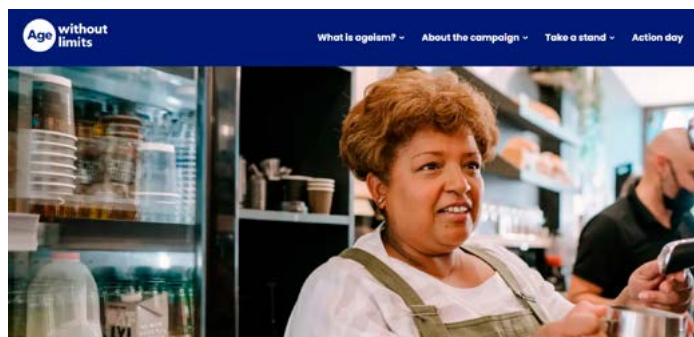 Age without
limits
What is ageism? About the campaign Take a stand Action day